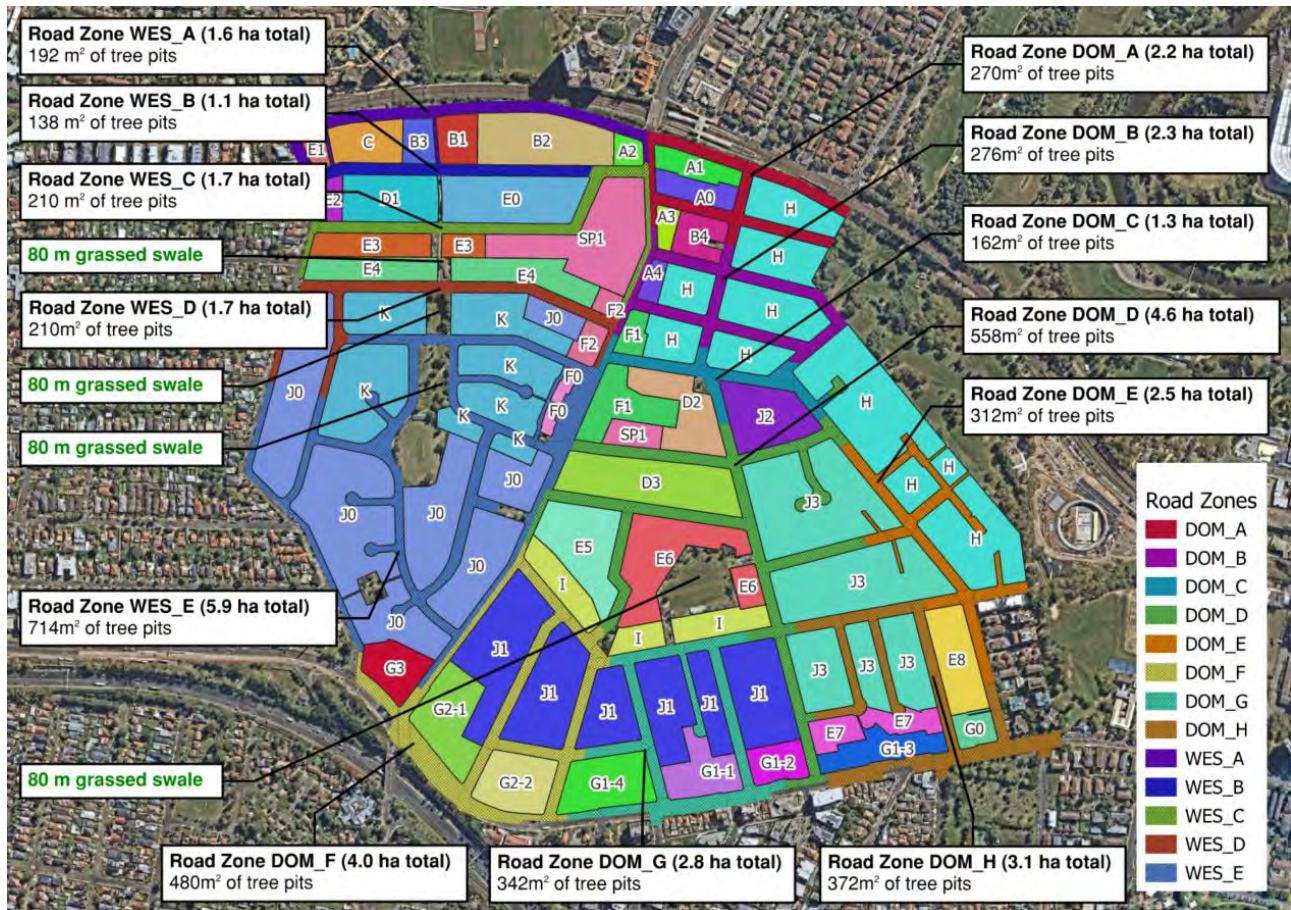 Road Zone WES_A (1.6 ha total)
192 m² of tree pits
Road Zone WES_B (1.1 ha total)
138 m² of tree pits
Road Zone WES_C (1.7 ha total)
210 m² of tree pits
80 m grassed swale
Road Zone WES_D (1.7 ha total)
210m² of tree pits
80 m grassed swale
80 m grassed swale
Road Zone WES_E (5.9 ha total)
714m² of tree pits
80 m grassed swale
Road Zone DOM_F (4.0 ha total)
480m² of tree pits
Road Zone DOM_G (2.8 ha total)
342m² of tree pits
Road Zone DOM_H (3.1 ha total)
372m² of tree pits
Road Zone DOM_A (2.2 ha total)
270m² of tree pits
Road Zone DOM_B (2.3 ha total)
276m² of tree pits
Road Zone DOM_C (1.3 ha total)
162m² of tree pits
Road Zone DOM_D (4.6 ha total)
558m² of tree pits
Road Zone DOM_E (2.5 ha total)
312m² of tree pits
E1 C B3 B1 B2 A2
A1
A0
H
E2 D1 E0
A3 B4 H
SP1
E3 E3
E4 E4
A4 H H
K K J0 F2
F2 F1 H H
J0 K K F0
F0 F1 D2 J2 H
K K K
SP1
J0 D3 J3 H H
J0 J0 J0
E5 E6 H
I E6 J3
J0 I I
G3 J1 J1 J1 J1 J1 J1
J3 J3 J3 E8
G2-1 E7 E7 G0
G1-3
G2-2 G1-4 G1-1 G1-2
Road Zones
DOM_A
DOM_B
DOM_C
DOM_D
DOM_E
DOM_F
DOM_G
DOM_H
WES_A
WES_B
WES_C
WES_D
WES_E